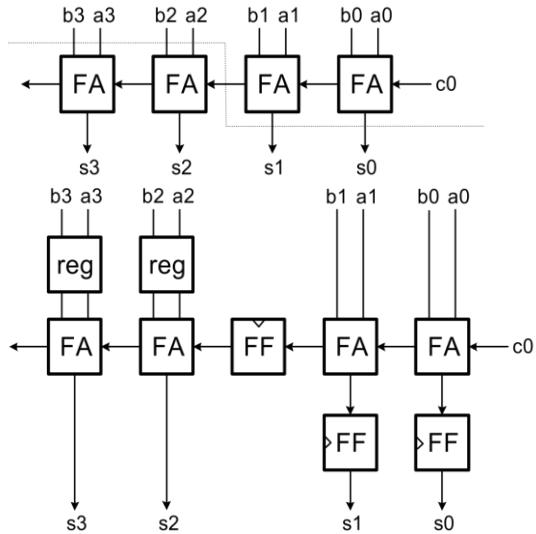 b3 a3 b2 a2 b1 a1 b0 a0
FA FA FA FA c0
s3 s2 s1 s0
b3 a3 b2 a2 b1 a1 b0 a0
reg reg
FA FA FF FA FA c0
FF FF
s3 s2 s1 s0